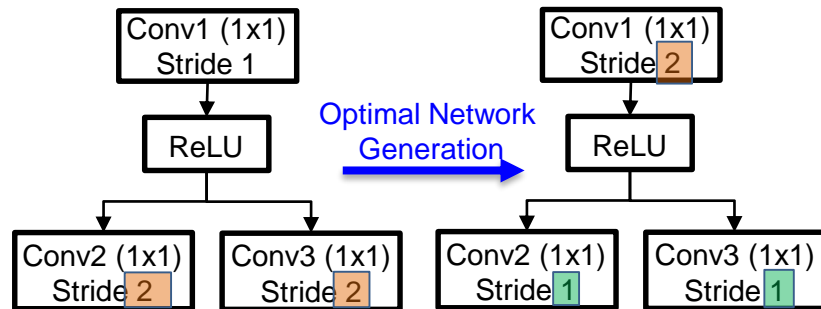 Conv1 (1x1)
Stride 1
ReLU
Conv2 (1x1)
Stride 2
Conv3 (1x1)
Stride 2
Optimal Network
Generation
Conv1 (1x1)
Stride 2
ReLU
Conv2 (1x1)
Stride 1
Conv3 (1x1)
Stride 1